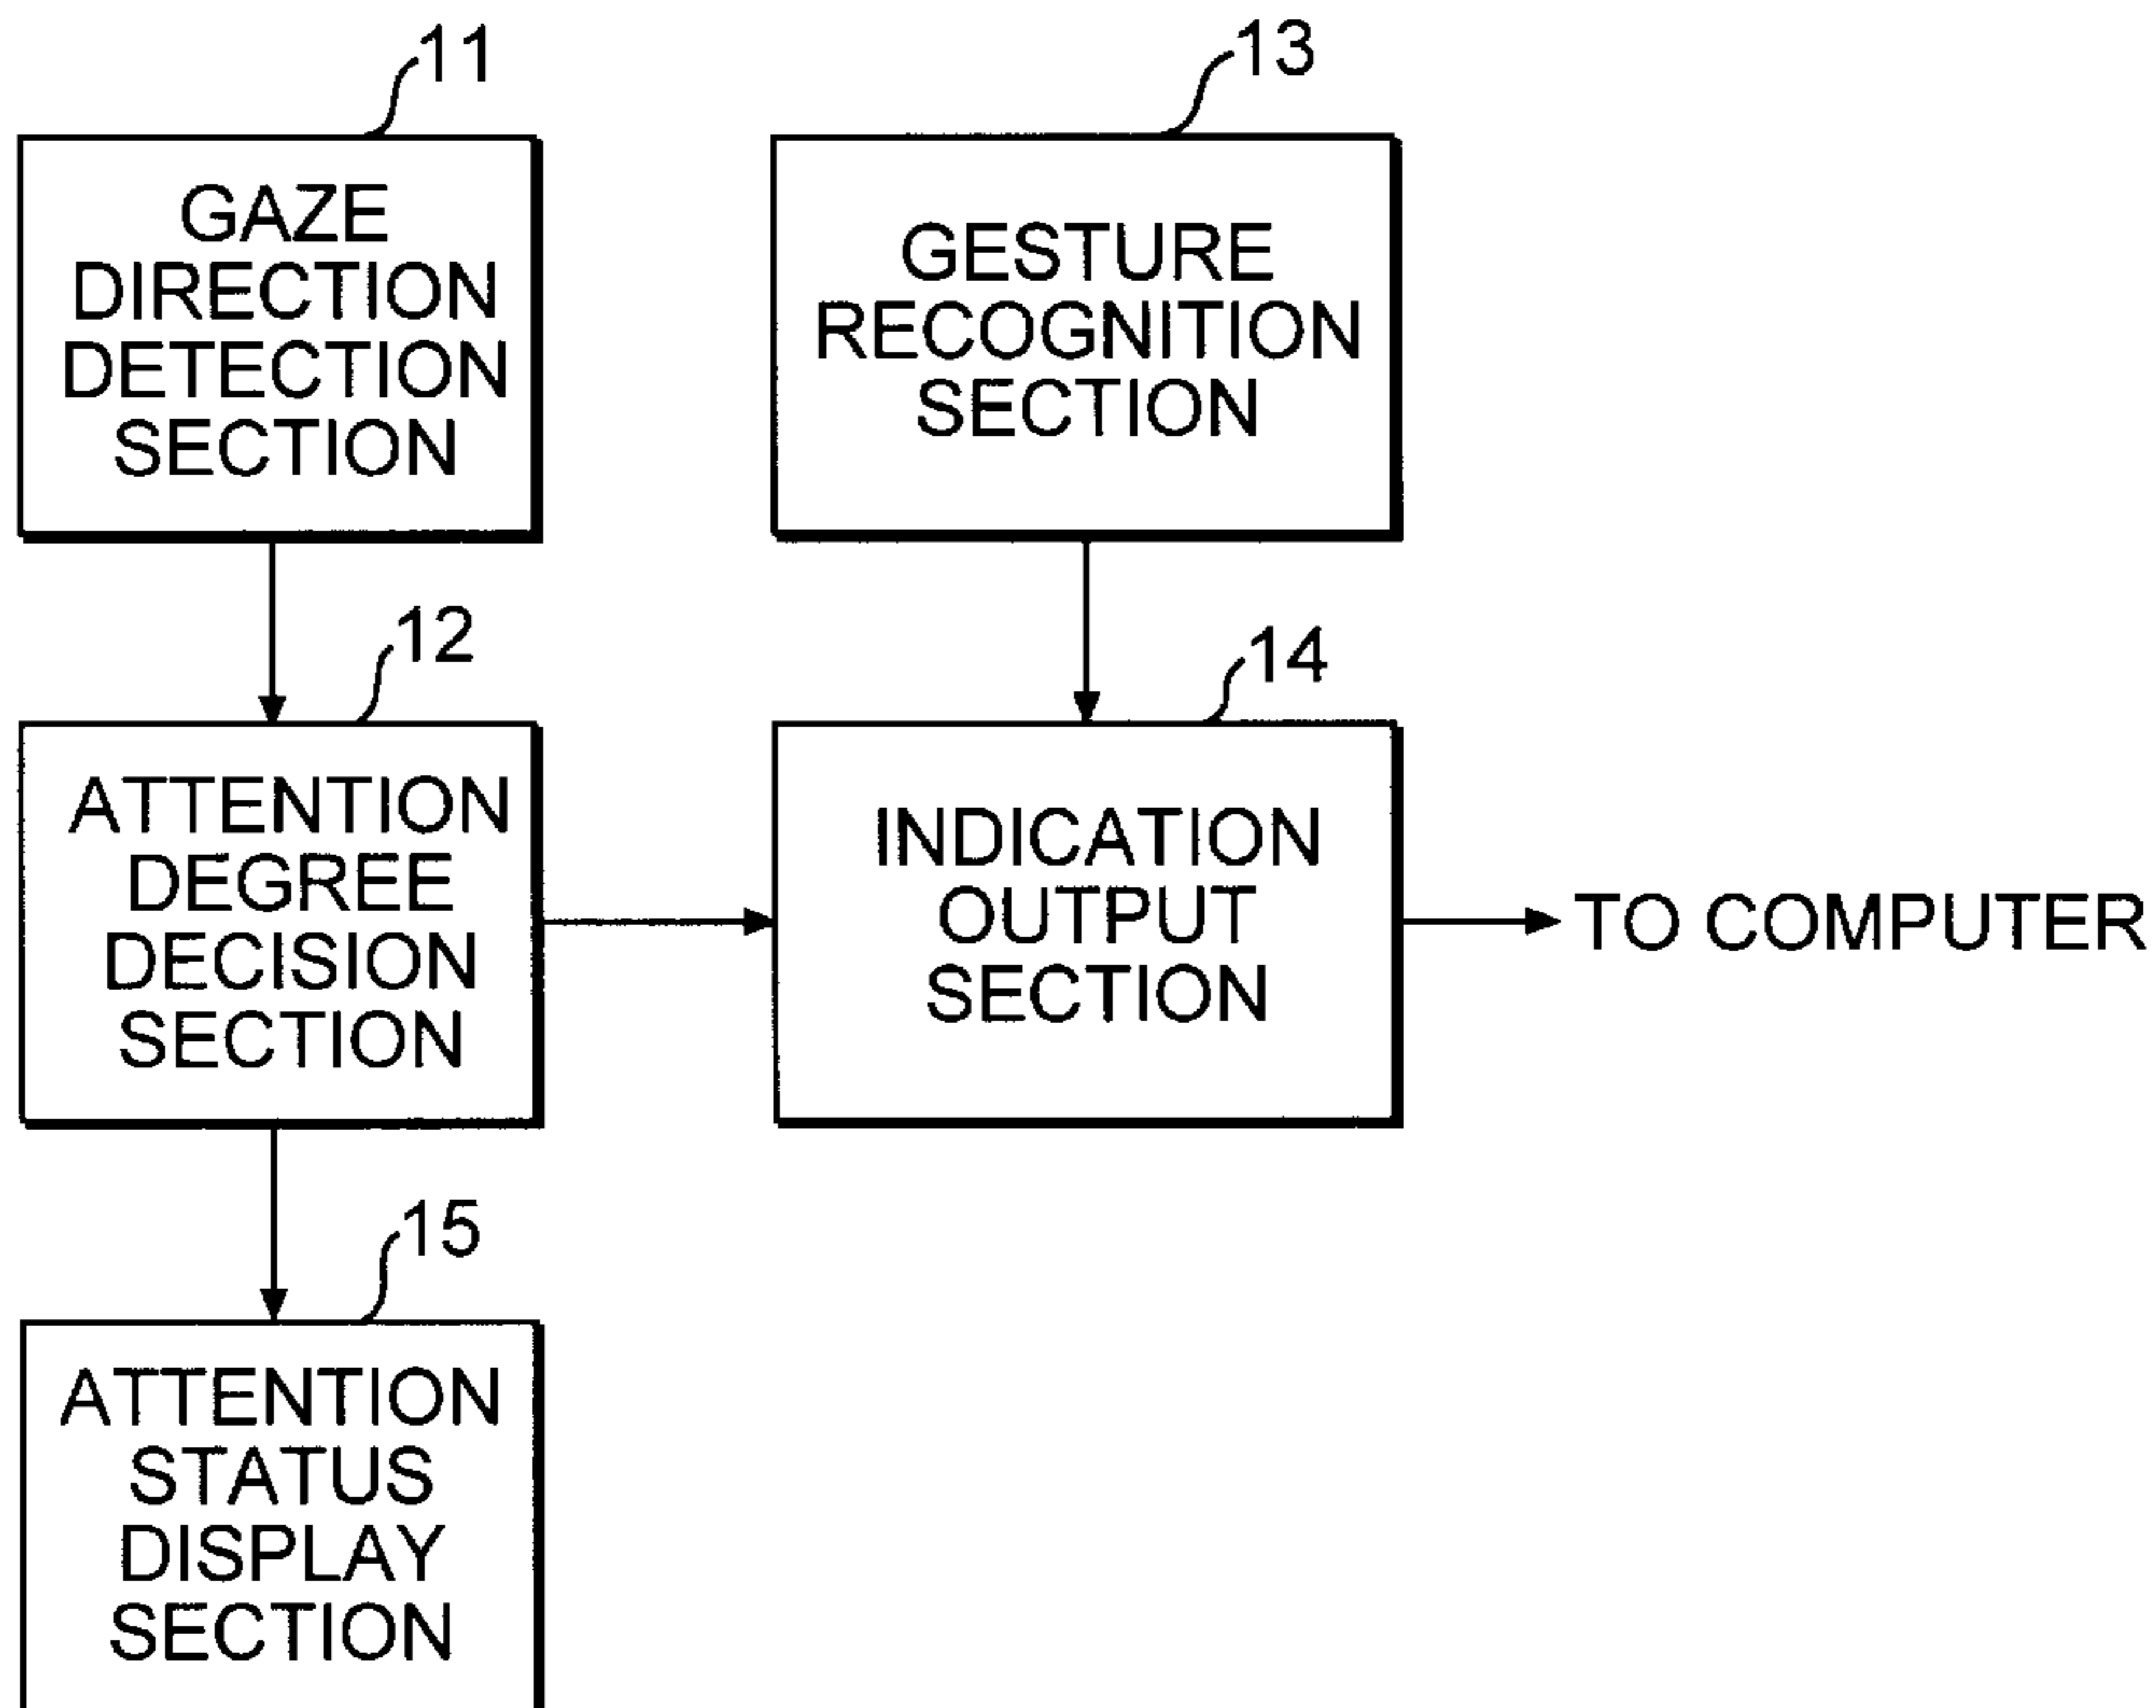 11
GAZE
DIRECTION
DETECTION
SECTION
13
GESTURE
RECOGNITION
SECTION
12
ATTENTION
DEGREE
DECISION
SECTION
14
INDICATION
OUTPUT
SECTION
TO COMPUTER
15
ATTENTION
STATUS
DISPLAY
SECTION